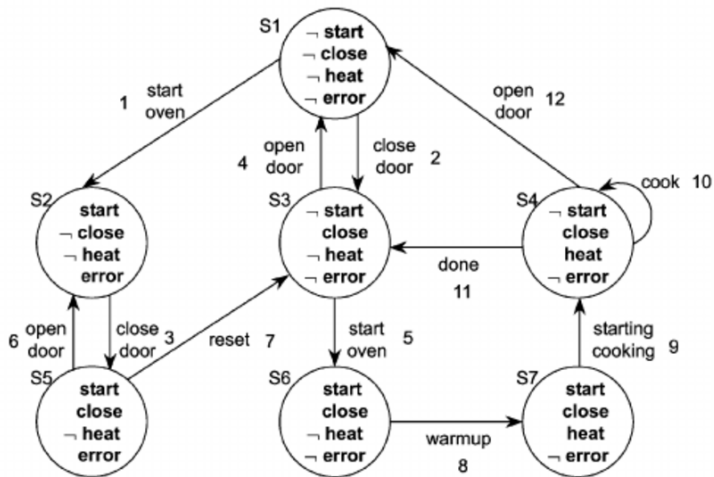 S1
¬ start
¬ close
¬ heat
¬ error
1 start
oven
4 open
door
close
door 2
open
door 12
S2
start
¬ close
¬ heat
error
S3
¬ start
close
¬ heat
¬ error
S4
¬ start
close
heat
¬ error
cook 10
done
11
6 open
door
close
door 3
reset 7
start
oven 5
starting
cooking 9
S5
start
close
¬ heat
error
S6
start
close
¬ heat
¬ error
warmup
8
S7
start
close
heat
¬ error